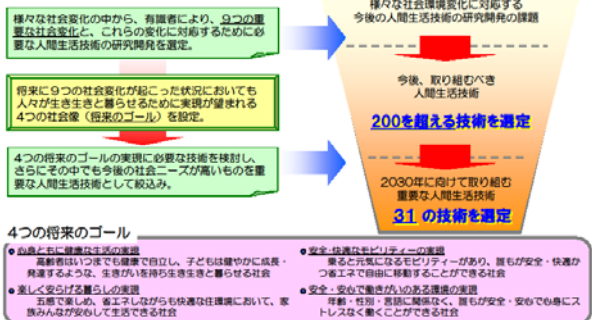 様々な社会変化の中から、有識者により、９つの重
要な社会変化と、これらの変化に対応するために必
要な人間生活技術の研究開発を選定。
将来に９つの社会変化が起こった状況においても
人々が生き生きと暮らせるために実現が望まれる
４つの社会像（将来のゴール）を設定。
４つの将来のゴールの実現に必要な技術を検討し、
さらにその中でも今後の社会ニーズが高いものを重
要な人間生活技術として絞込み。
様々な社会環境変化に対応する
今後の人間生活技術の研究開発の課題
今後、取り組むべき
人間生活技術
200を超える技術を選定
2030年に向けて取り組む
重要な人間生活技術
31 の技術を選定
４つの将来のゴール
心身ともに健康な生活の実現
高齢者はいつまでも健康で自立し、子どもは健やかに成長・
発達するような、生きがいを持ち生き生きと暮らせる社会
楽しく安らげる暮らしの実現
五感で楽しめ、省エネしながらも快適な住環境において、家
族みんなが安心して生活できる社会
安全･快適なモビリティーの実現
乗ると元気になるモビリティーがあり、誰もが安全・快適か
つ省エネで自由に移動することができる社会
安全・安心で働きがいのある環境の実現
年齢・性別・言語に関係なく、誰もが安全・安心で心身にス
トレスなく働くことができる社会